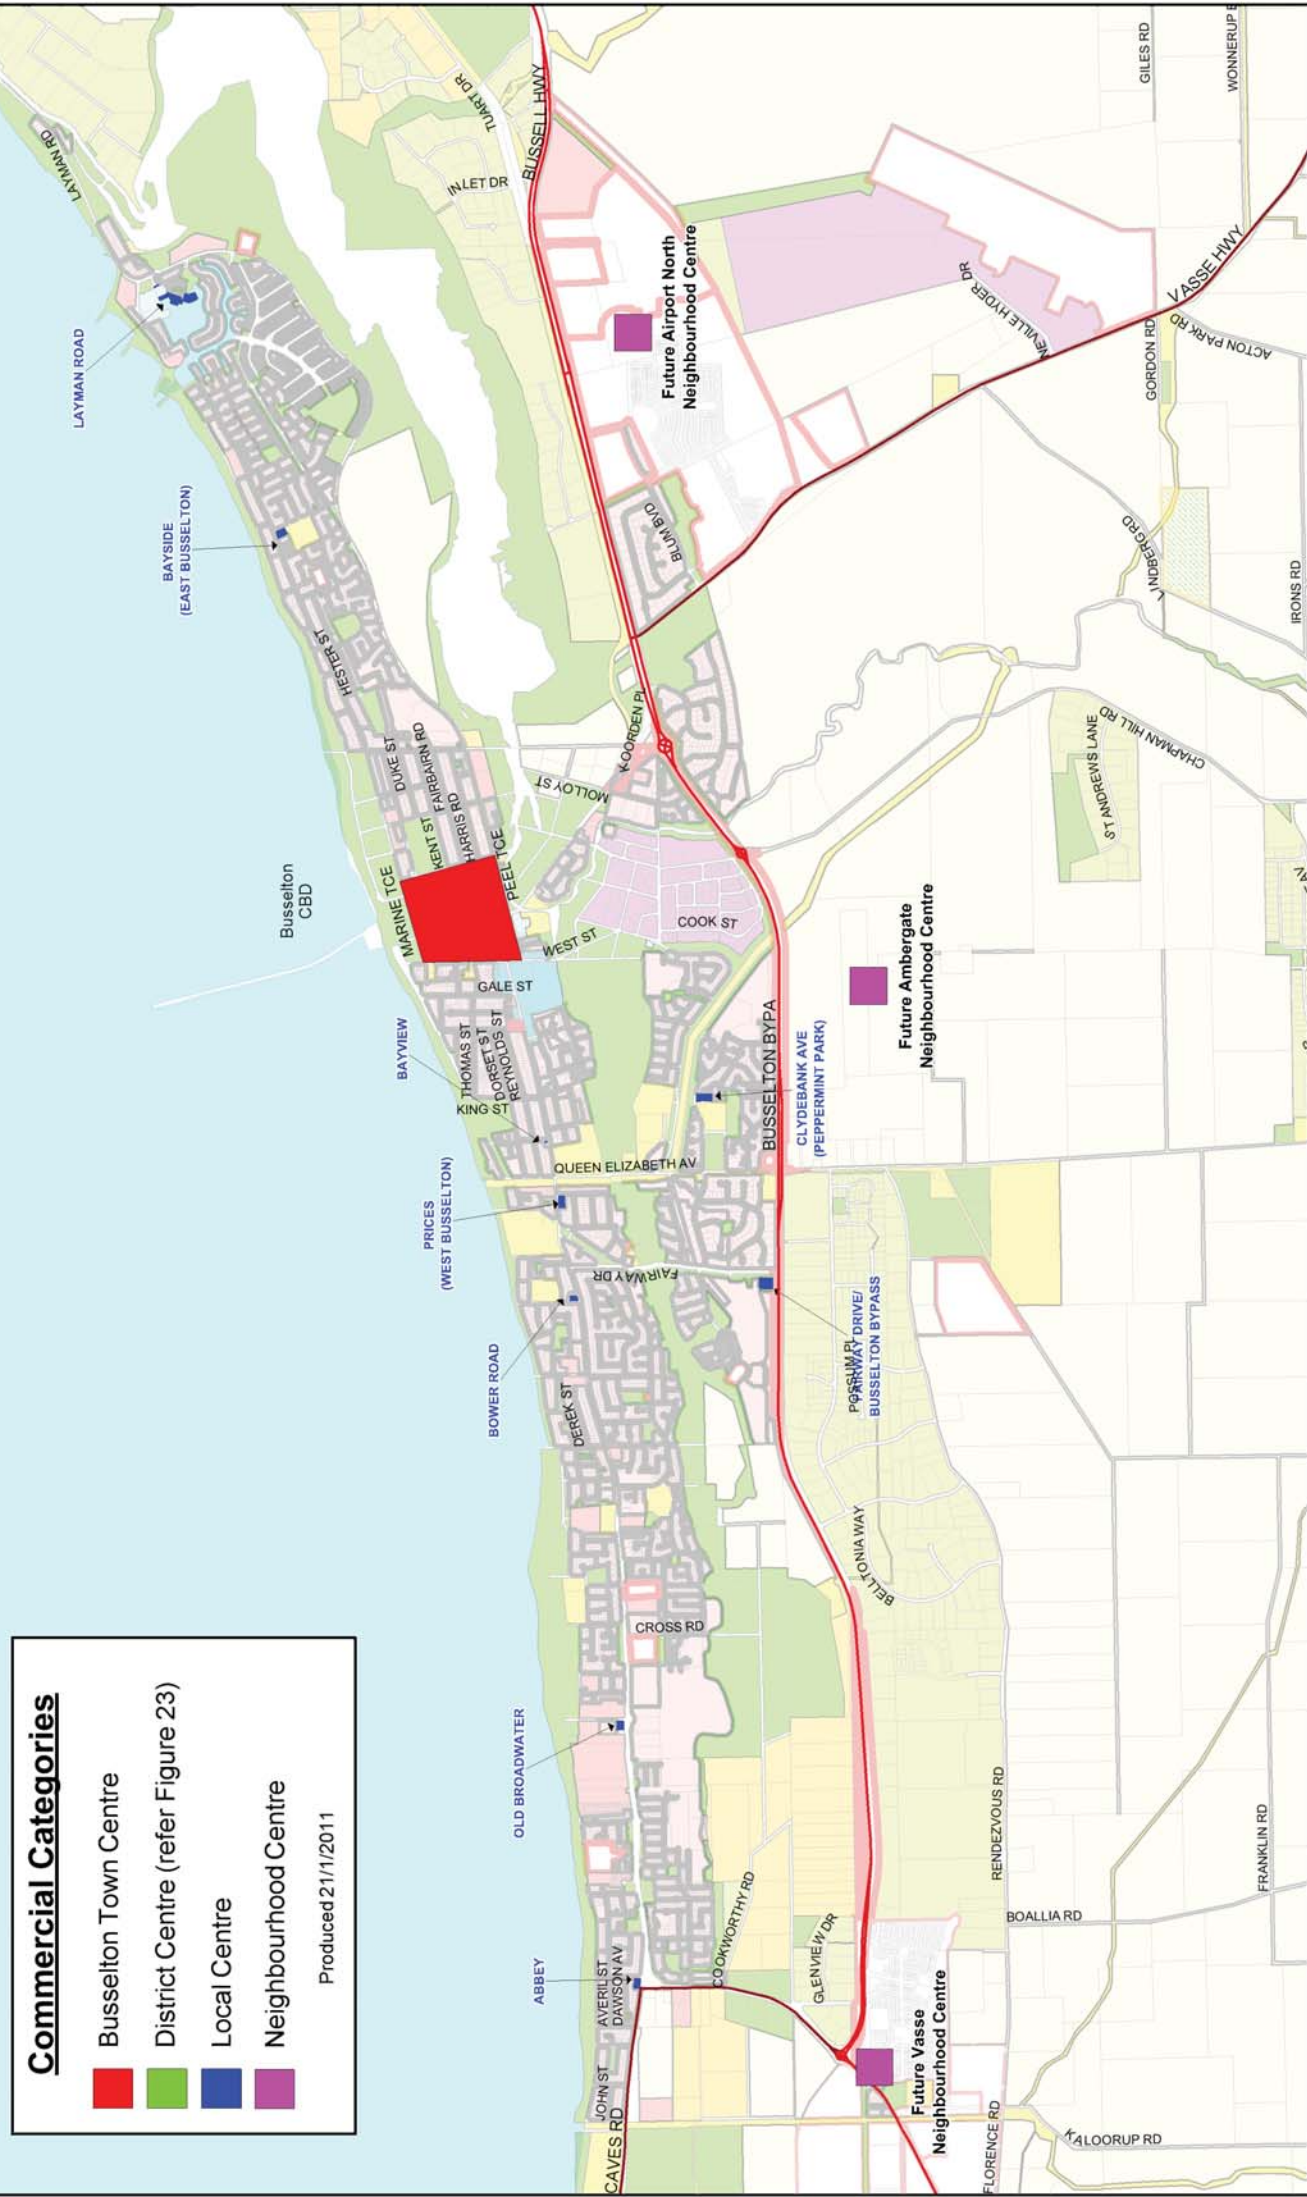 Commercial Categories
Busselton Town Centre
District Centre (refer Figure 23)
Local Centre
Neighbourhood Centre
Produced 21/1/2011
Busselton
CBD
LAYMAN ROAD
BAYSIDE
(EAST BUSSELTON)
BAYVIEW
PRICES
(WEST BUSSELTON)
BOWER ROAD
OLD BROADWATER
ABBEY
CLYDEBANK AVE
(PEPPERMINT PARK)
FAIRWAY DRIVE/
BUSSELTON BYPASS
POSSUM PL
Future Airport North
Neighbourhood Centre
Future Ambergate
Neighbourhood Centre
Future Vasse
Neighbourhood Centre
LAYMAN RD
TUART DR
INLET DR
BUSSELL HWY
GILES RD
NEVILLE HYDER DR
VASSE HWY
GORDON RD
ACTON PARK RD
BLUM BVD
LINDBERG RD
IRONS RD
CHAPMAN HILL RD
ST ANDREWS LANE
HESTER ST
DUKE ST
FAIRBAIRN RD
KENT ST
HARRIS RD
PEEL TCE
MARINE TCE
MOLLOY ST
KOORDEN PL
COOK ST
WEST ST
GALE ST
THOMAS ST
DORSET ST
REYNOLDS ST
KING ST
QUEEN ELIZABETH AV
BUSSELTON BYPA
FAIRWAY DR
DEREK ST
BELLTONIA WAY
CROSS RD
RENDEZVOUS RD
FRANKLIN RD
BOALLIA RD
COOKWORTHY RD
GLENVIEW DR
AVERIL ST
DAWSON AV
JOHN ST
CAVES RD
FLORENCE RD
KALOORUP RD